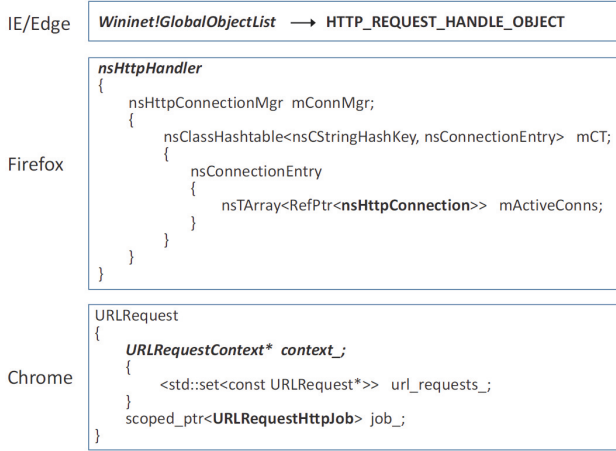 IE/Edge
Wininet!GlobalObjectList → HTTP_REQUEST_HANDLE_OBJECT
Firefox
nsHttpHandler
{
nsHttpConnectionMgr mConnMgr;
{
nsClassHashtable<nsCStringHashKey, nsConnectionEntry> mCT;
{
nsConnectionEntry
{
nsTArray<RefPtr<nsHttpConnection>> mActiveConns;
}
}
}
}
Chrome
URLRequest
{
URLRequestContext* context_;
{
<std::set<const URLRequest*>> url_requests_;
}
scoped_ptr<URLRequestHttpJob> job_;
}